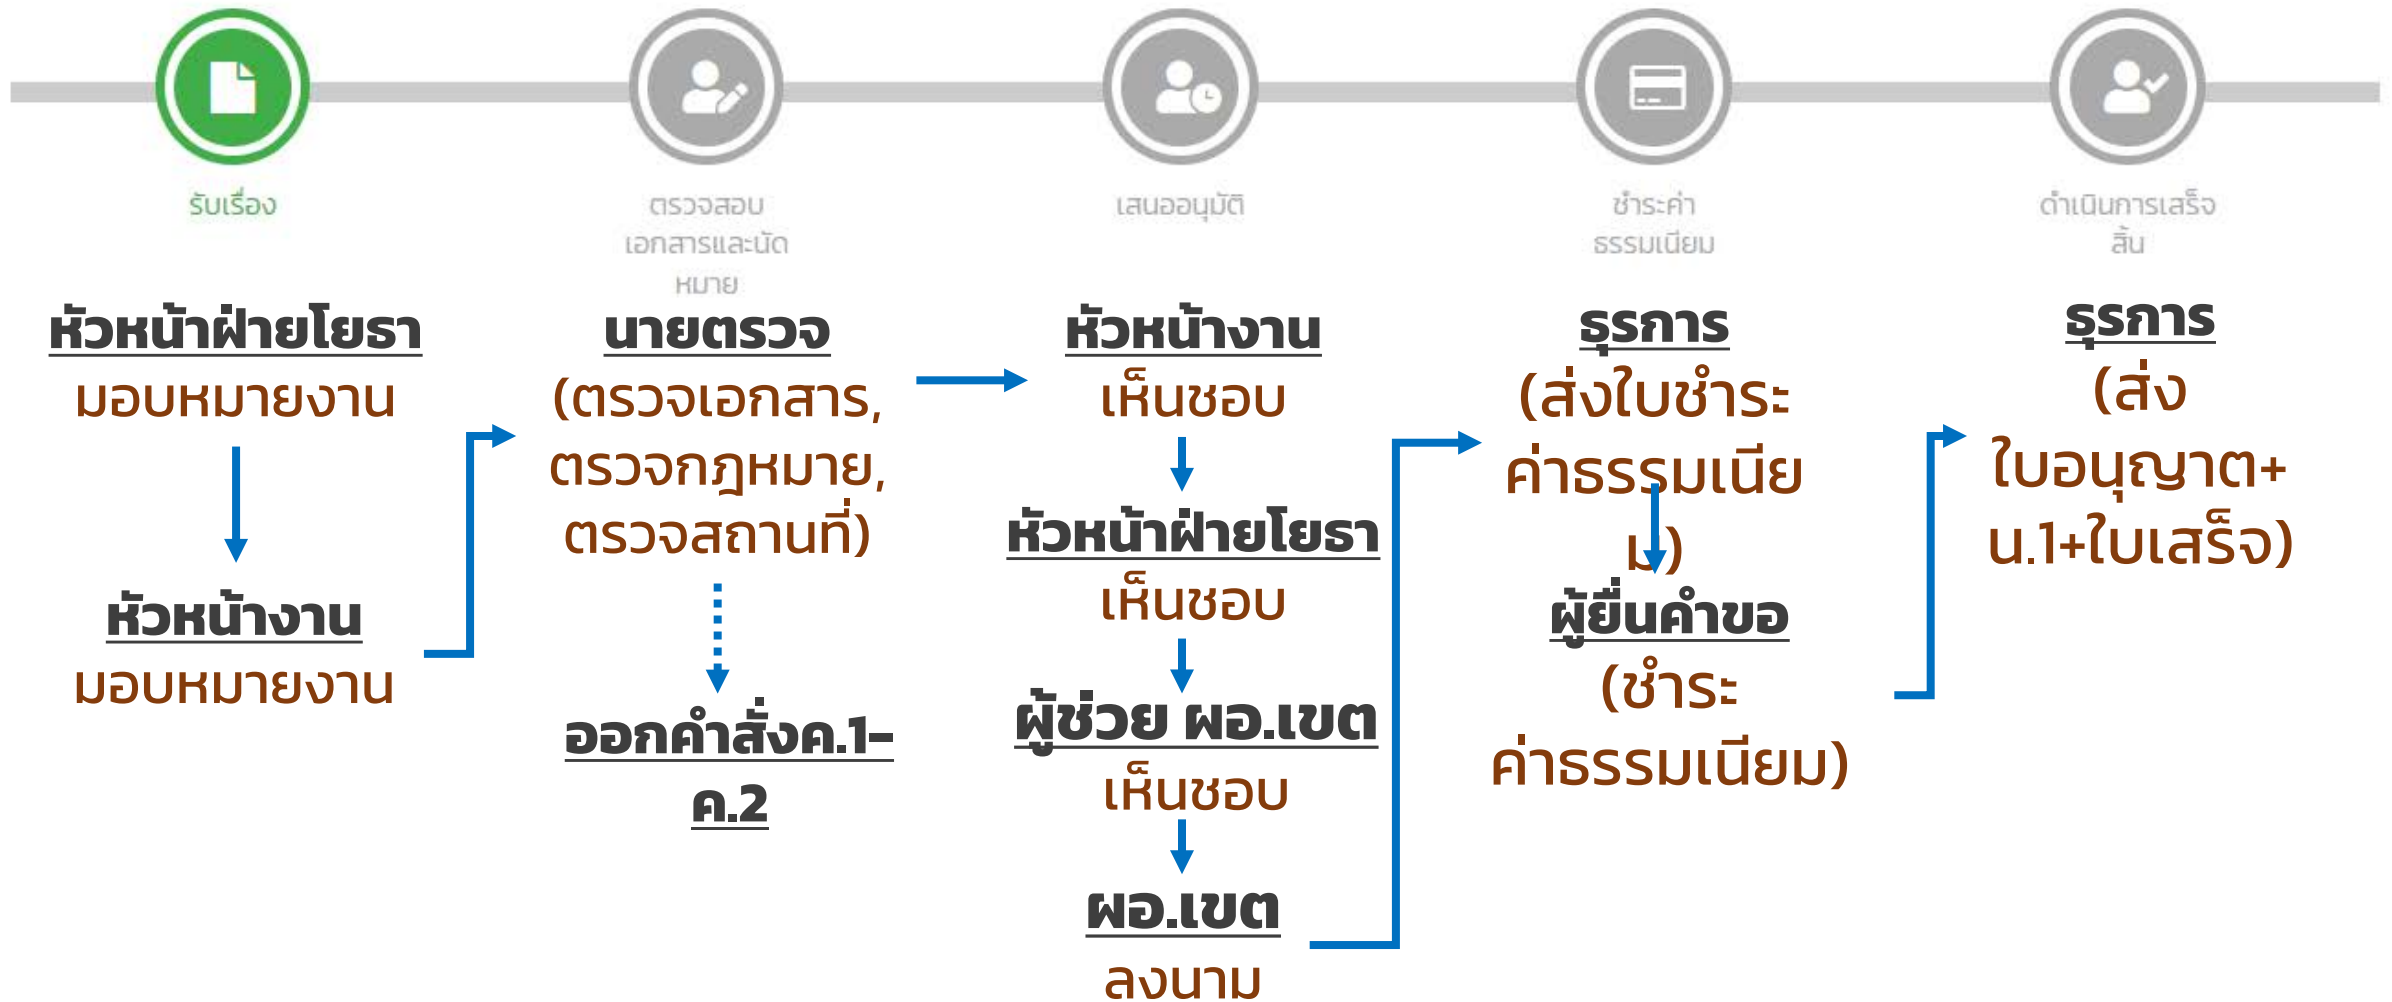 รับเรื่อง
ตรวจสอบ
เอกสารและนัด
หมาย
เสนออนุมัติ
ชำระค่า
ธรรมเนียม
ดำเนินการเสร็จ
สิ้น
หัวหน้าฝ่ายโยธา
มอบหมายงาน
หัวหน้างาน
มอบหมายงาน
นายตรวจ
(ตรวจเอกสาร,
ตรวจกฎหมาย,
ตรวจสถานที่)
ออกคำสั่งค.1-
ค.2
หัวหน้างาน
เห็นชอบ
หัวหน้าฝ่ายโยธา
เห็นชอบ
ผู้ช่วย ผอ.เขต
เห็นชอบ
ผอ.เขต
ลงนาม
ธุรการ
(ส่งใบชำระ
ค่าธรรมเนีย
ม)
ผู้ยื่นคำขอ
(ชำระ
ค่าธรรมเนียม)
ธุรการ
(ส่ง
ใบอนุญาต+
น.1+ใบเสร็จ)